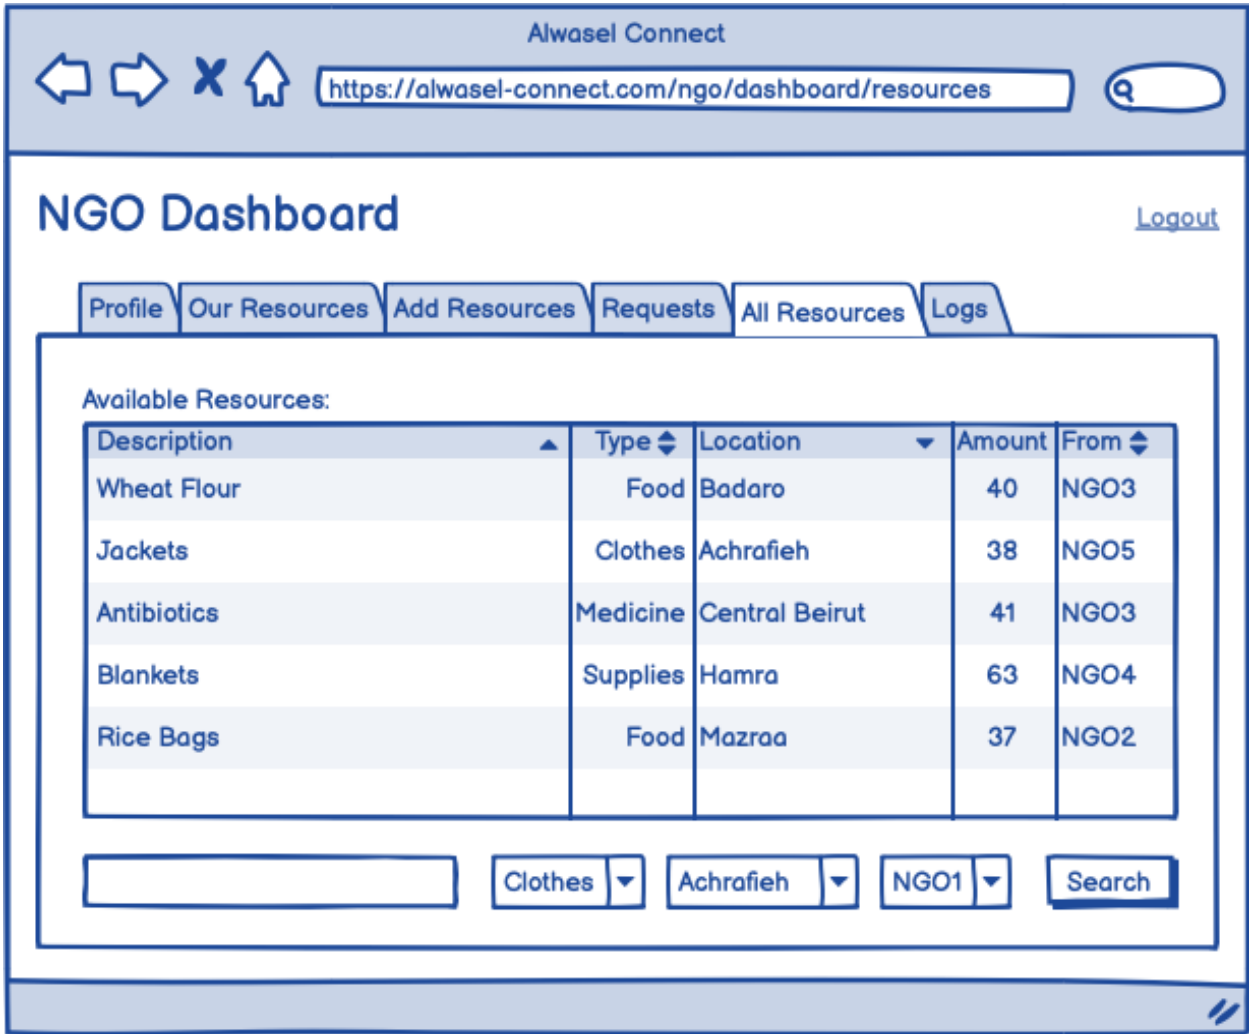 Alwasel Connect
https://alwasel-connect.com/ngo/dashboard/resources
NGO Dashboard
Logout
Profile Our Resources Add Resources Requests All Resources Logs
Available Resources:
Description Type Location Amount From
Wheat Flour Food Badaro 40 NGO3
Jackets Clothes Achrafieh 38 NGO5
Antibiotics Medicine Central Beirut 41 NGO3
Blankets Supplies Hamra 63 NGO4
Rice Bags Food Mazraa 37 NGO2
Clothes Achrafieh NGO1 Search